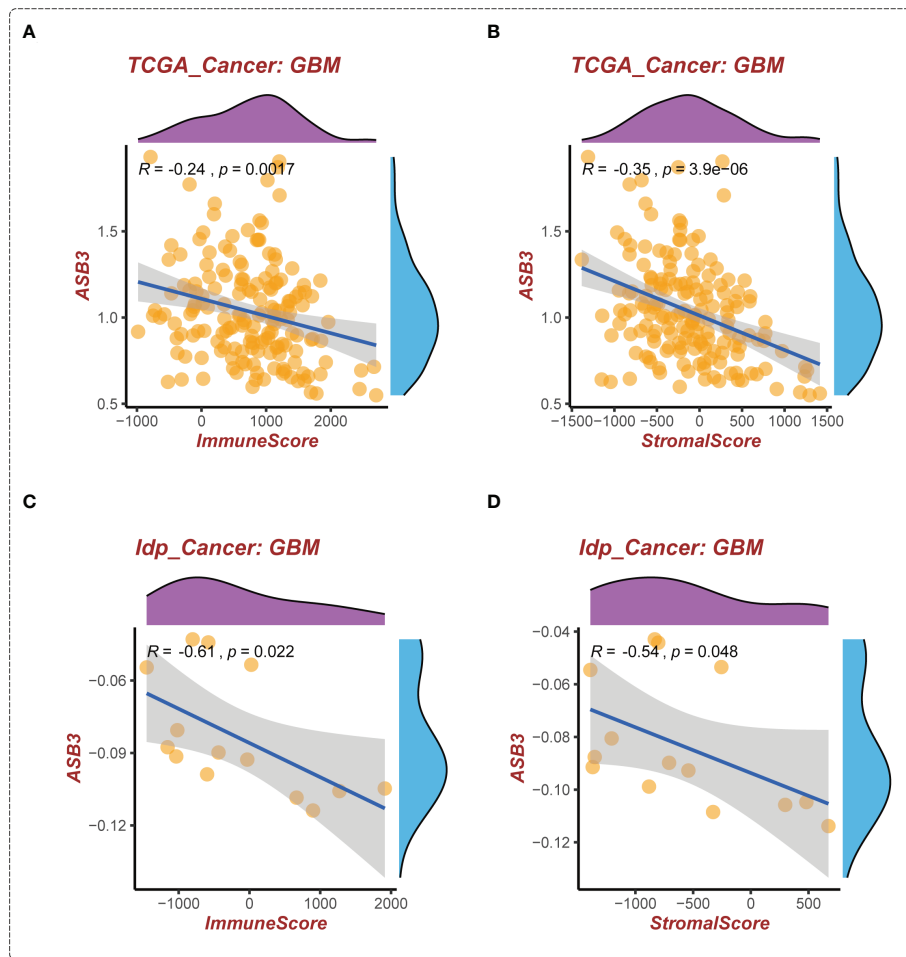 A
B
TCGA_Cancer: GBM
TCGA_Cancer: GBM
R = -0.24 , p = 0.0017
R = -0.35 , p = 3.9e-06
1.5
1.0
0.5
ASB3
−1000 0 1000 2000
ImmuneScore
1.5
1.0
0.5
ASB3
−1500 −1000 −500 0 500 1000 1500
StromalScore
C
D
Idp_Cancer: GBM
Idp_Cancer: GBM
R = -0.61 , p = 0.022
R = -0.54 , p = 0.048
−0.06
−0.09
−0.12
ASB3
−1000 0 1000 2000
ImmuneScore
−0.04
−0.06
−0.08
−0.10
−0.12
ASB3
−1000 −500 0 500
StromalScore